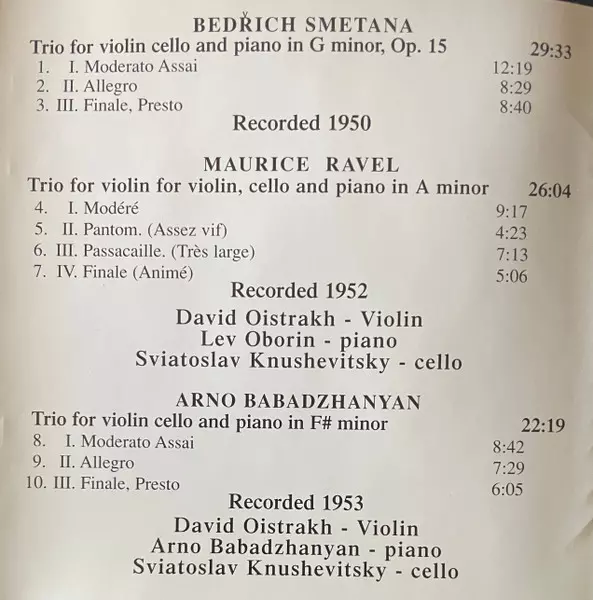 BEDŘICH SMETANA
Trio for violin cello and piano in G minor, Op. 15 29:33
1. I. Moderato Assai 12:19
2. II. Allegro 8:29
3. III. Finale, Presto 8:40
Recorded 1950
MAURICE RAVEL
Trio for violin for violin, cello and piano in A minor 26:04
4. I. Modéré 9:17
5. II. Pantom. (Assez vif) 4:23
6. III. Passacaille. (Très large) 7:13
7. IV. Finale (Animé) 5:06
Recorded 1952
David Oistrakh - Violin
Lev Oborin - piano
Sviatoslav Knushevitsky - cello
ARNO BABADZHANYAN
Trio for violin cello and piano in F# minor 22:19
8. I. Moderato Assai 8:42
9. II. Allegro 7:29
10. III. Finale, Presto 6:05
Recorded 1953
David Oistrakh - Violin
Arno Babadzhanyan - piano
Sviatoslav Knushevitsky - cello